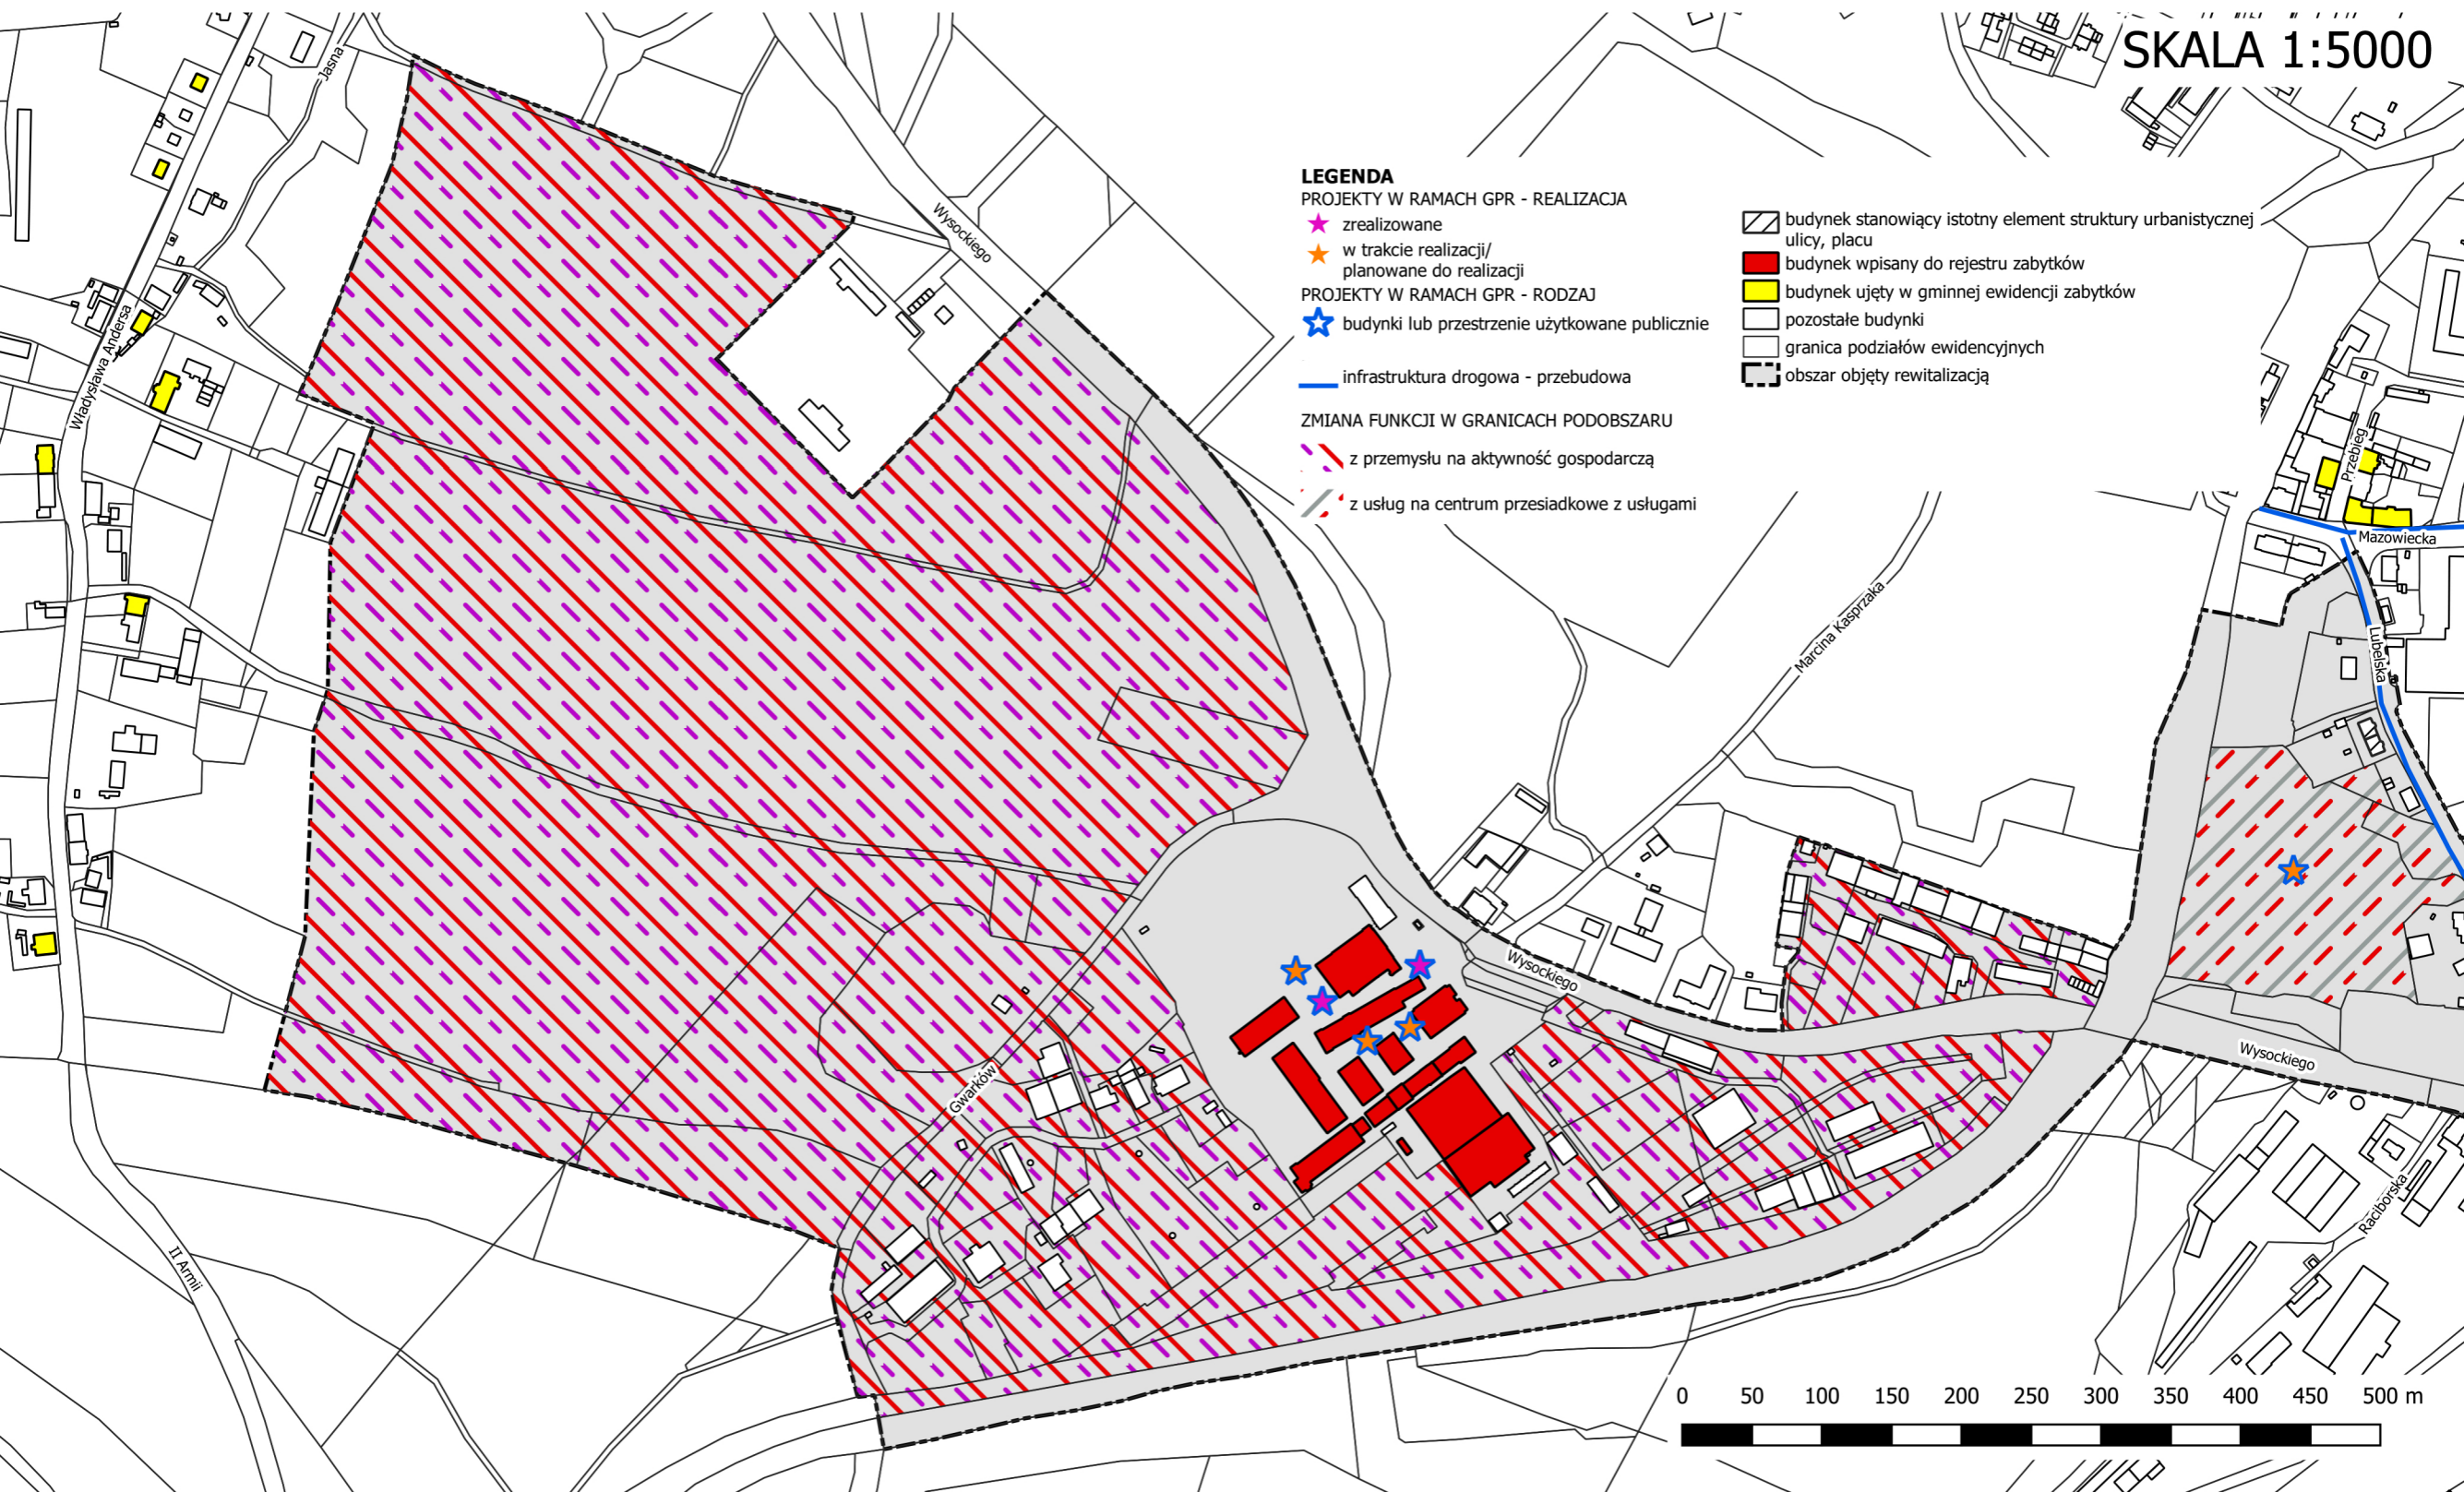 SKALA 1:5000
LEGENDA
PROJEKTY W RAMACH GPR - REALIZACJA
zrealizowane
w trakcie realizacji/
planowane do realizacji
PROJEKTY W RAMACH GPR - RODZAJ
budynki lub przestrzenie użytkowane publicznie
infrastruktura drogowa - przebudowa
ZMIANA FUNKCJI W GRANICACH PODOBSZARU
z przemysłu na aktywność gospodarczą
z usług na centrum przesiadkowe z usługami
budynek stanowiący istotny element struktury urbanistycznej
ulicy, placu
budynek wpisany do rejestru zabytków
budynek ujęty w gminnej ewidencji zabytków
pozostałe budynki
granica podziałów ewidencyjnych
obszar objęty rewitalizacją
Jasna
Wysockiego
Władysława Andersa
Przebieg
Mazowiecka
Lubelska
Marcina Kasprzaka
Wysockiego
Wysockiego
Gwarków
Raciborska
II Armii
0 50 100 150 200 250 300 350 400 450 500 m